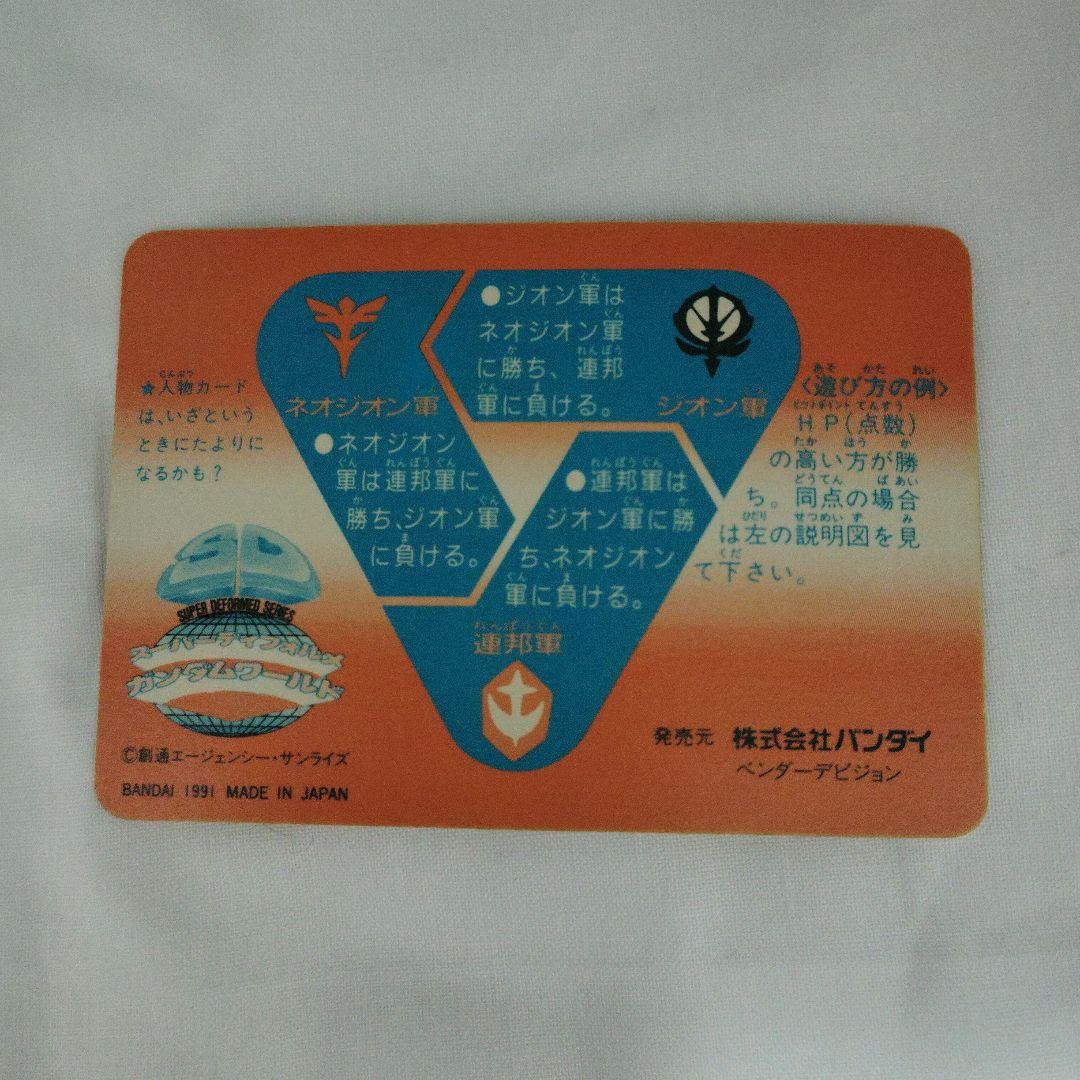 ●ジオン軍は
ネオジオン軍
に勝ち、連邦
軍に負ける。
ネオジオン軍
ジオン軍
●ネオジオン
軍は連邦軍に
勝ち、ジオン軍
に負ける。
●連邦軍は
ジオン軍に勝
ち、ネオジオン
軍に負ける。
連邦軍
★人物カード
は、いざという
ときにたよりに
なるかも？
〈遊び方の例〉
HP(点数)
の高い方が勝
ち。同点の場合
は左の説明図を見
て下さい。
SD
SUPER DEFORMED SERIES
スーパーディフォルメ
ガンダムワールド
©創通エージェンシー・サンライズ
BANDAI 1991 MADE IN JAPAN
発売元 株式会社バンダイ
ベンダーデビジョン